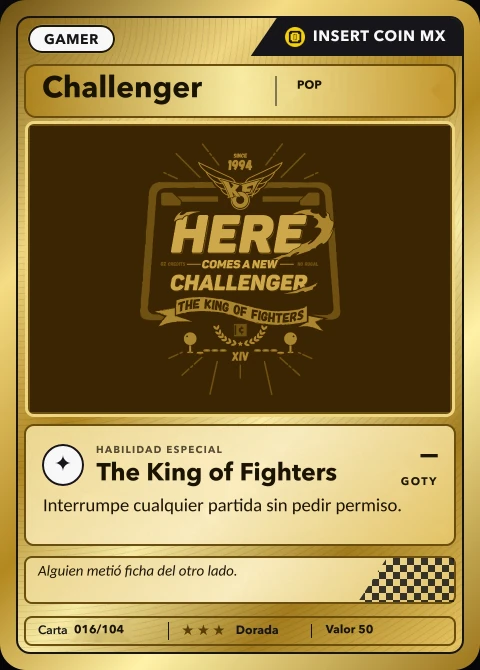 GAMER
INSERT COIN MX
Challenger
POP
SINCE
1994
KF
HERE
COMES A NEW
CHALLENGER
THE KING OF FIGHTERS
XIV
HABILIDAD ESPECIAL
The King of Fighters
—
GOTY
Interrumpe cualquier partida sin pedir permiso.
Alguien metió ficha del otro lado.
Carta 016/104
★ ★ ★ Dorada
Valor 50